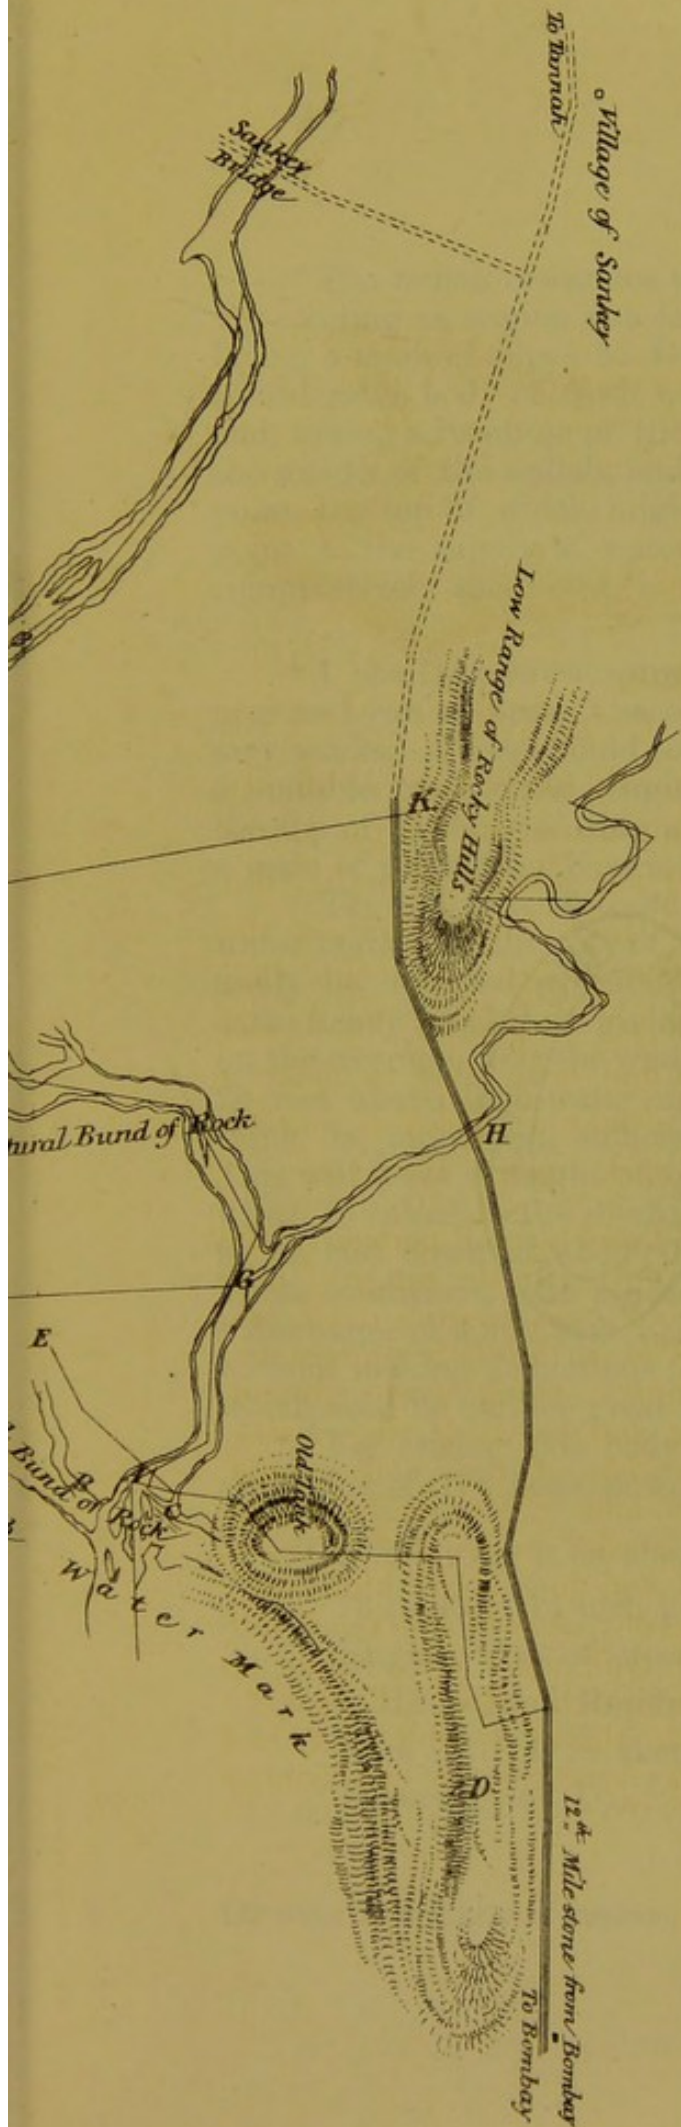 To Tannah
Village of Sankey
Sankey
Bridge
Low Range of Rocky Hills
K.
H
tural Bund of Rock
G
E
Old Tank
Bund of
Rock
B
C
Water Mark
D
12th Mile stone from Bombay
To Bombay